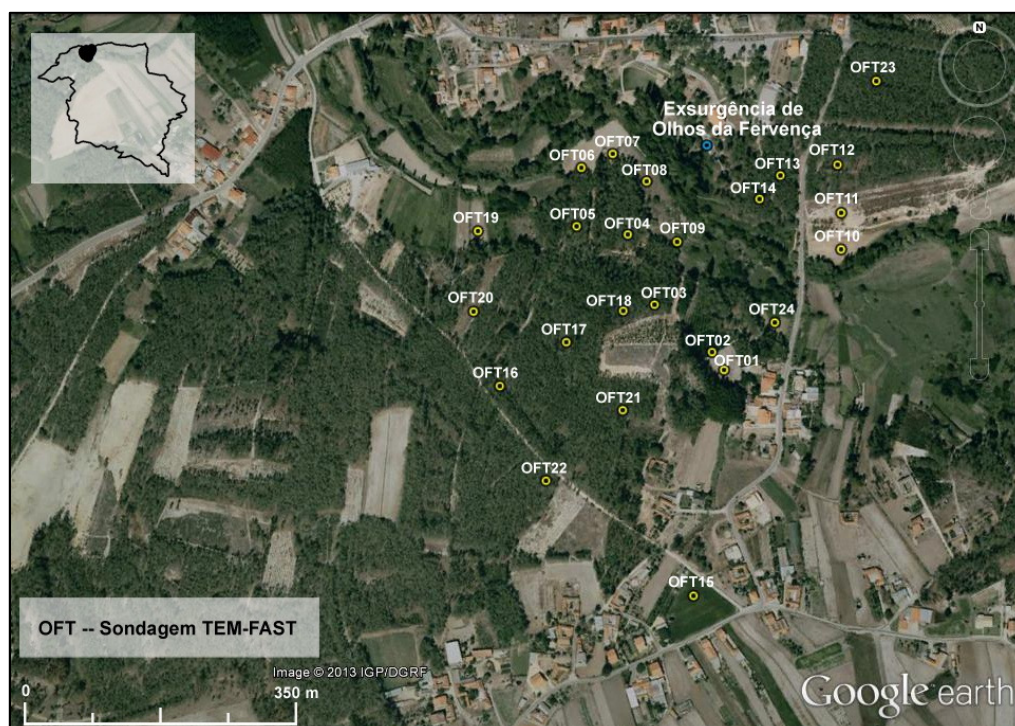 N
OFT23
Exsurgência de
Olhos da Fervença
OFT07
OFT06
OFT08
OFT13
OFT12
OFT14
OFT11
OFT19
OFT05
OFT04
OFT09
OFT10
OFT20
OFT18
OFT03
OFT24
OFT17
OFT02
OFT01
OFT16
OFT21
OFT22
OFT15
OFT -- Sondagem TEM-FAST
Image © 2013 IGP/DGRF
0
350 m
Google earth